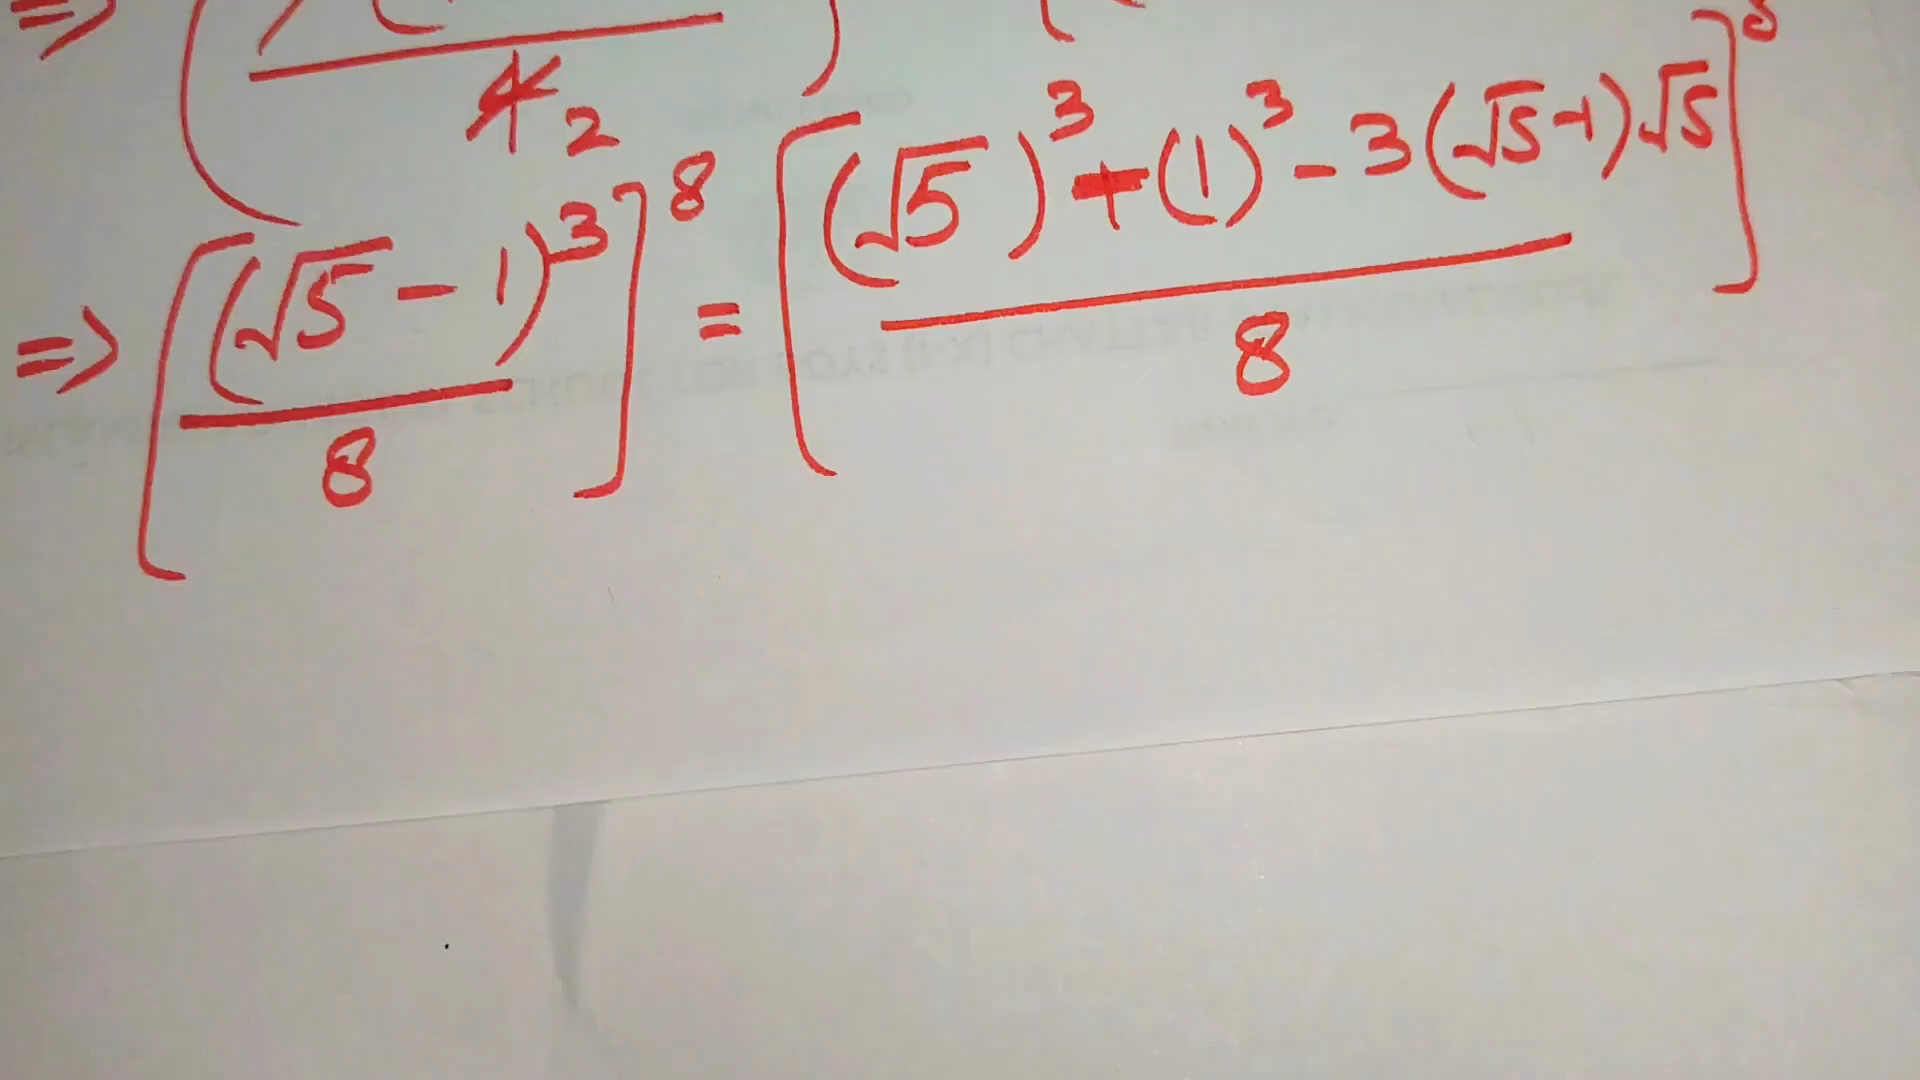 => ( / 4 2 )
=> [(√5 - 1)³ / 8]⁸ = [((√5)³ + (1)³ - 3(√5-1)√5) / 8]⁸